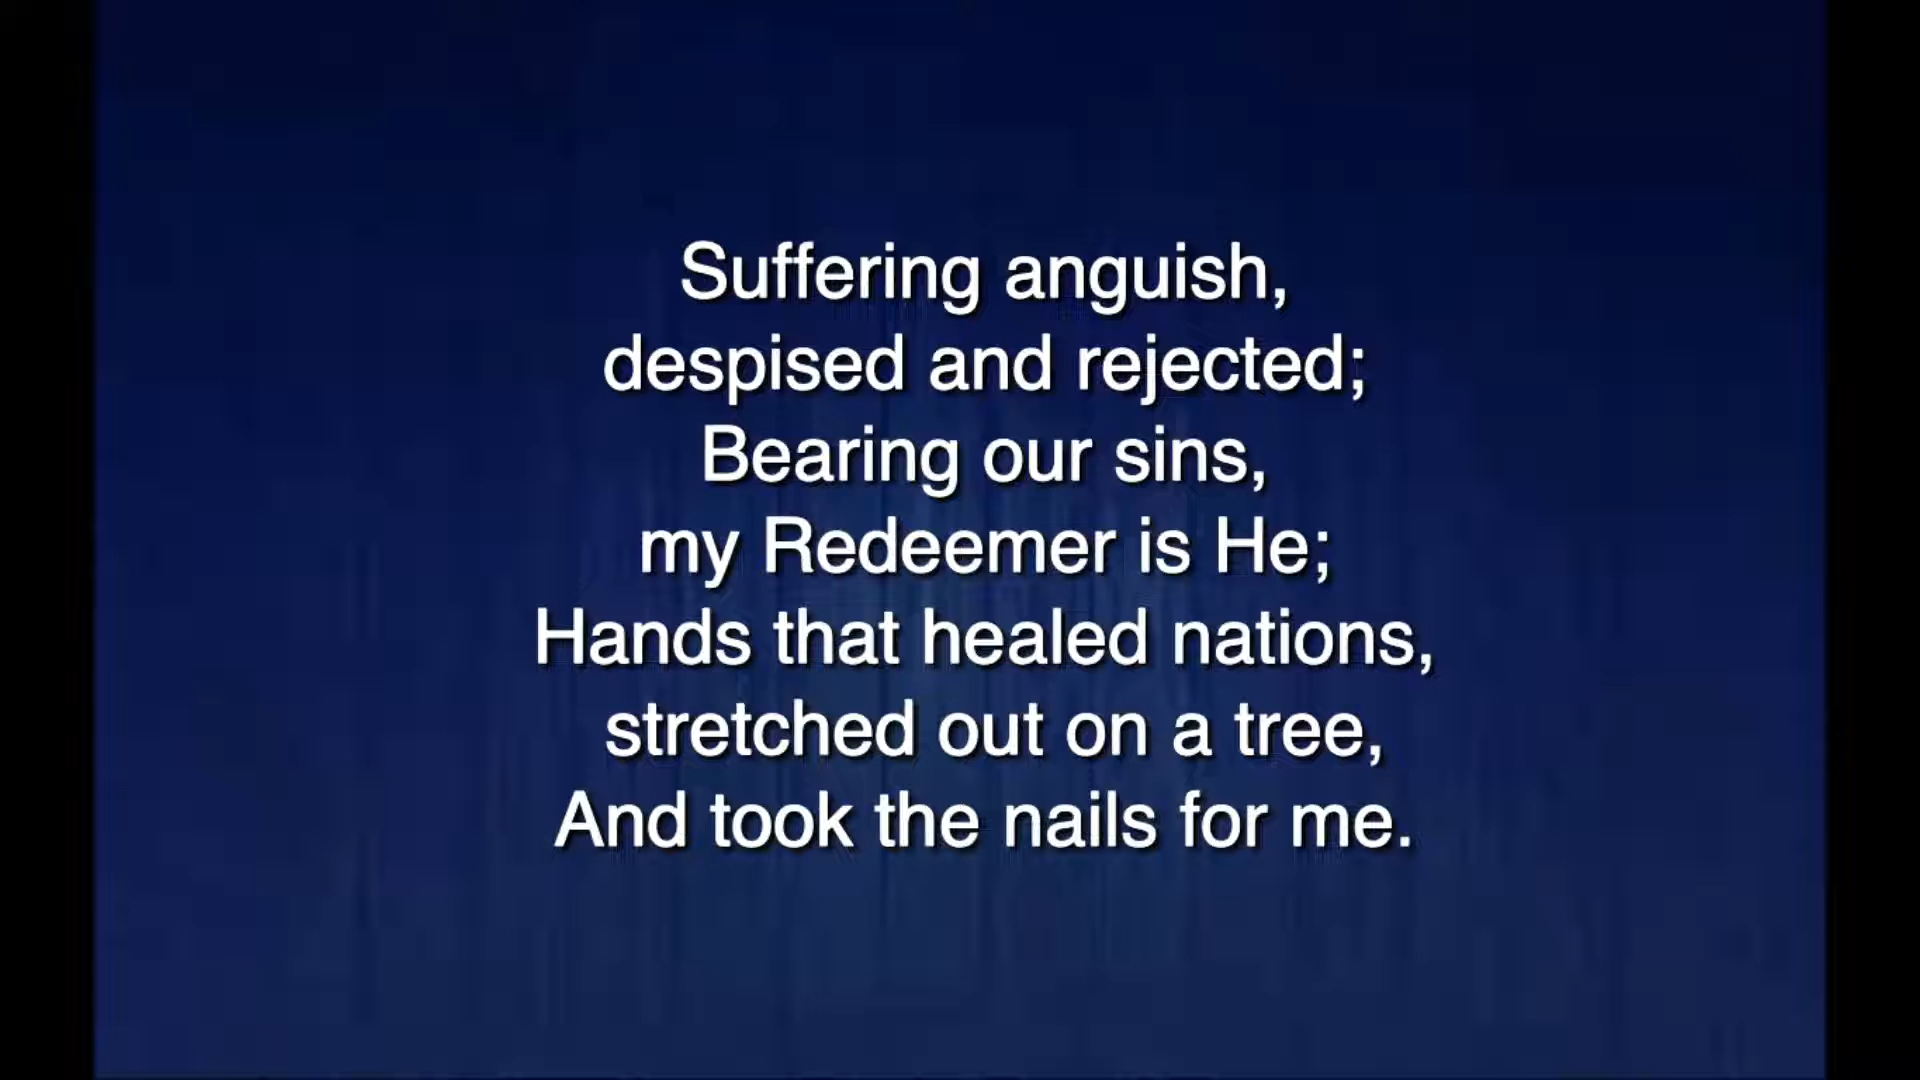 Suffering anguish,
despised and rejected;
Bearing our sins,
my Redeemer is He;
Hands that healed nations,
stretched out on a tree,
And took the nails for me.